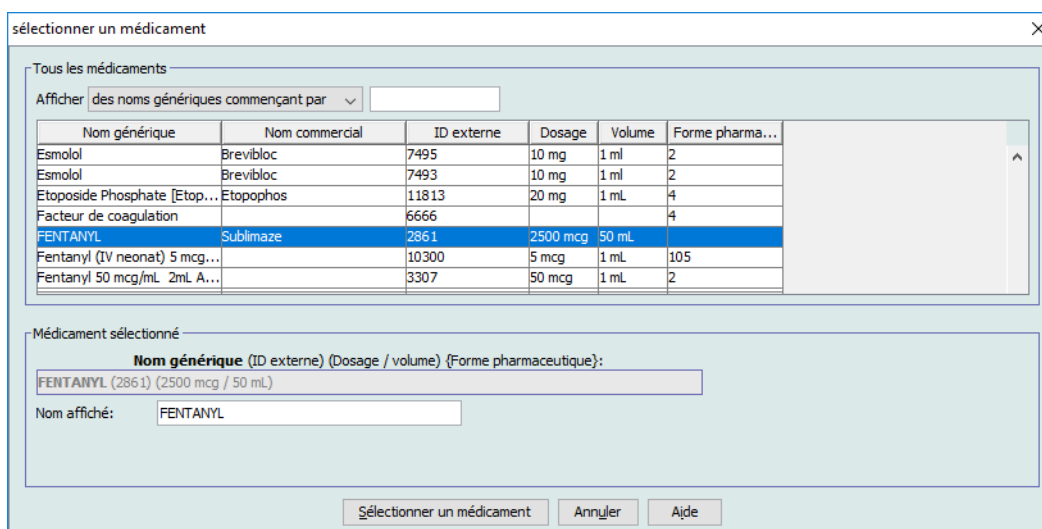 sélectionner un médicament
Tous les médicaments
Afficher des noms génériques commençant par
Nom générique Nom commercial ID externe Dosage Volume Forme pharma...
Esmolol Brevibloc 7495 10 mg 1 ml 2
Esmolol Brevibloc 7493 10 mg 1 ml 2
Etoposide Phosphate [Etop... Etopophos 11813 20 mg 1 mL 4
Facteur de coagulation 6666 4
FENTANYL Sublimaze 2861 2500 mcg 50 mL
Fentanyl (IV neonat) 5 mcg... 10300 5 mcg 1 mL 105
Fentanyl 50 mcg/mL 2mL A... 3307 50 mcg 1 mL 2
Médicament sélectionné
Nom générique (ID externe) (Dosage / volume) {Forme pharmaceutique}:
FENTANYL (2861) (2500 mcg / 50 mL)
Nom affiché: FENTANYL
Sélectionner un médicament Annuler Aide